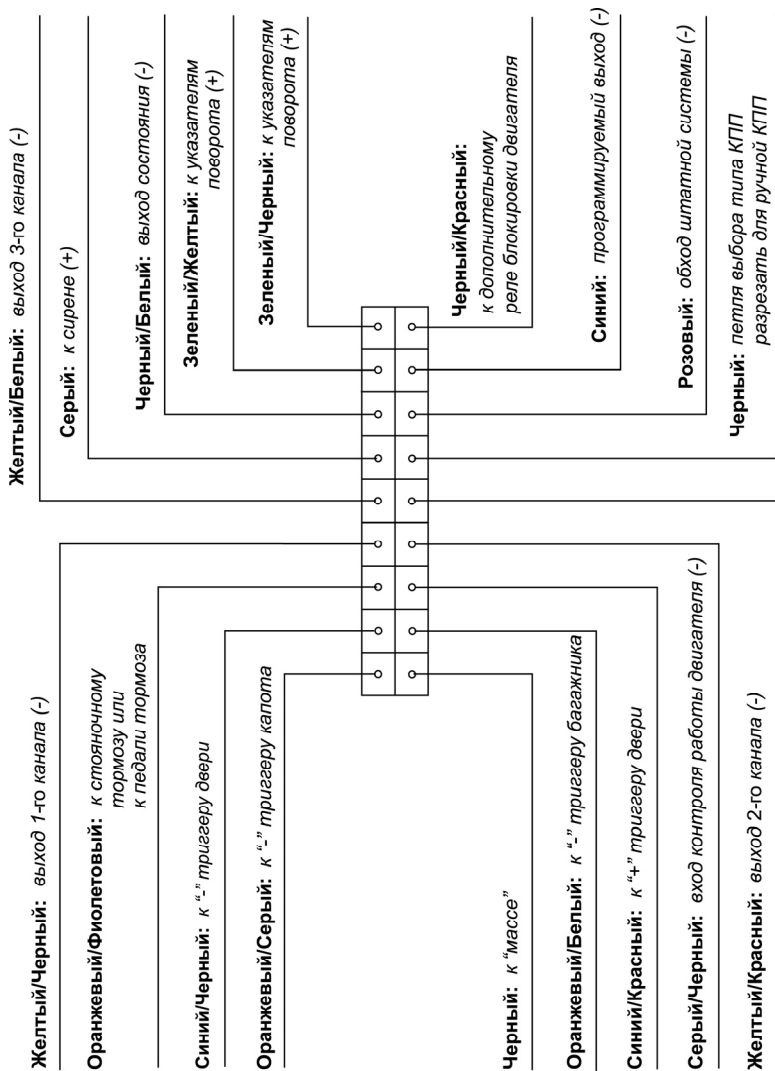 Желтый/Белый: выход 3-го канала (-)
Серый: к сирене (+)
Черный/Белый: выход состояния (-)
Зеленый/Желтый: к указателям
поворота (+)
Зеленый/Черный: к указателям
поворота (+)
Черный/Красный:
к дополнительному
реле блокировки двигателя
Синий: программируемый выход (-)
Розовый: обход штатной системы (-)
Черный: петля выбора типа КПП
разрезать для ручной КПП
Желтый/Черный: выход 1-го канала (-)
Оранжевый/Фиолетовый: к стояночному
тормозу или
к педали тормоза
Синий/Черный: к “-” триггеру двери
Оранжевый/Серый: к “-” триггеру капота
Черный: к “массе”
Оранжевый/Белый: к “-” триггеру багажника
Синий/Красный: к “+” триггеру двери
Серый/Черный: вход контроля работы двигателя (-)
Желтый/Красный: выход 2-го канала (-)